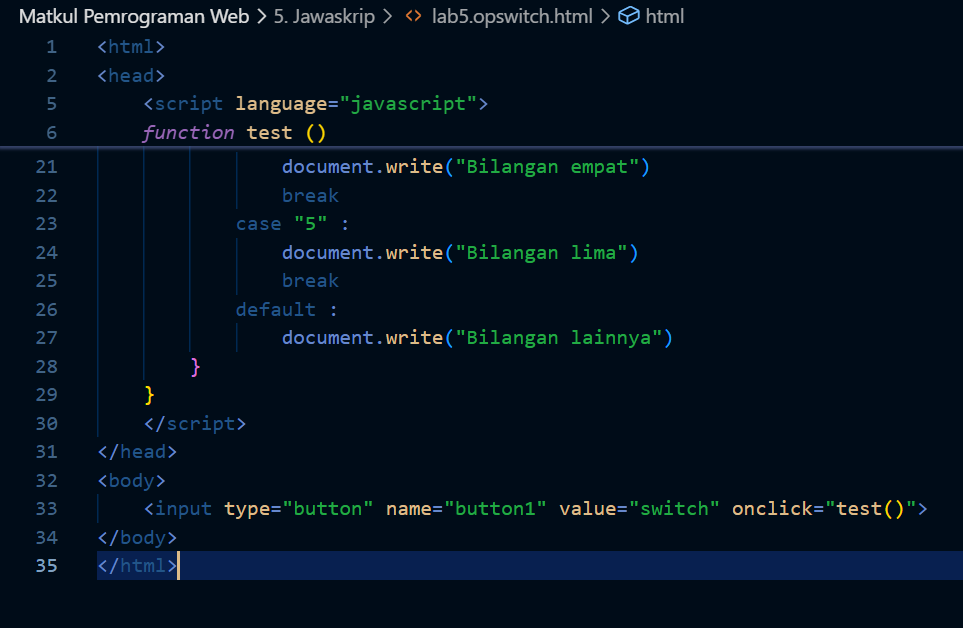 Matkul Pemrograman Web > 5. Jawaskrip > <> lab5.opswitch.html > html
1 <html>
2 <head>
5 <script language="javascript">
6 function test ()
21 document.write("Bilangan empat")
22 break
23 case "5" :
24 document.write("Bilangan lima")
25 break
26 default :
27 document.write("Bilangan lainnya")
28 }
29 }
30 </script>
31 </head>
32 <body>
33 <input type="button" name="button1" value="switch" onclick="test()">
34 </body>
35 </html>